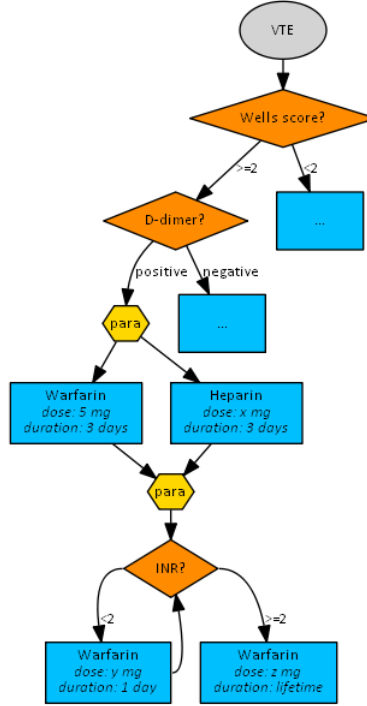 VTE
Wells score?
>=2
<2
D-dimer?
...
positive
negative
para
...
Warfarin
dose: 5 mg
duration: 3 days
Heparin
dose: x mg
duration: 3 days
para
INR?
<2
>=2
Warfarin
dose: y mg
duration: 1 day
Warfarin
dose: z mg
duration: lifetime